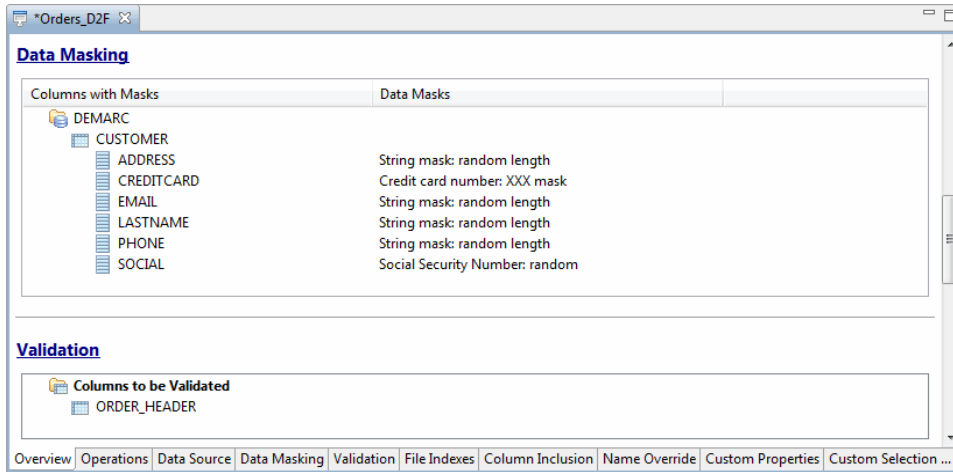 *Orders_D2F
Data Masking
Columns with Masks Data Masks
DEMARC
CUSTOMER
ADDRESS String mask: random length
CREDITCARD Credit card number: XXX mask
EMAIL String mask: random length
LASTNAME String mask: random length
PHONE String mask: random length
SOCIAL Social Security Number: random
Validation
Columns to be Validated
ORDER_HEADER
Overview Operations Data Source Data Masking Validation File Indexes Column Inclusion Name Override Custom Properties Custom Selection ...